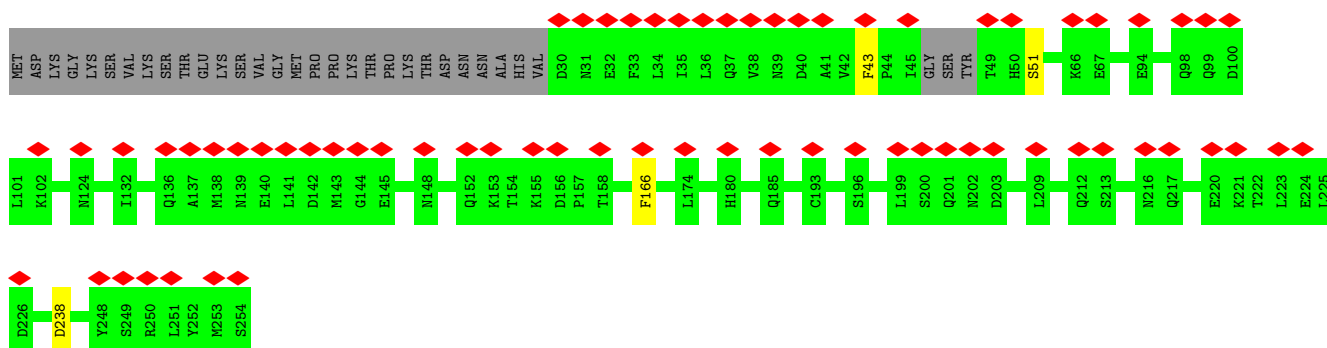 MET ASP LYS GLY LYS SER VAL LYS SER THR GLU LYS SER VAL GLY MET PRO PRO LYS THR PRO LYS THR ASP ASN ASN ALA HIS VAL D30 N31 E32 F33 L34 I35 L36 Q37 V38 N39 D40 A41 V42 F43 P44 I45 GLY SER TYR T49 H50 S51 K66 E67 E94 Q98 Q99 D100
L101 K102 N124 I132 Q136 A137 M138 N139 E140 L141 D142 M143 G144 E145 N148 Q152 K153 T154 K155 D156 P157 T158 F166 L174 H180 Q185 C193 S196 L199 S200 Q201 N202 D203 L209 Q212 S213 N216 Q217 E220 K221 T222 L223 E224 L225
D226 D238 Y248 S249 R250 L251 Y252 M253 S254